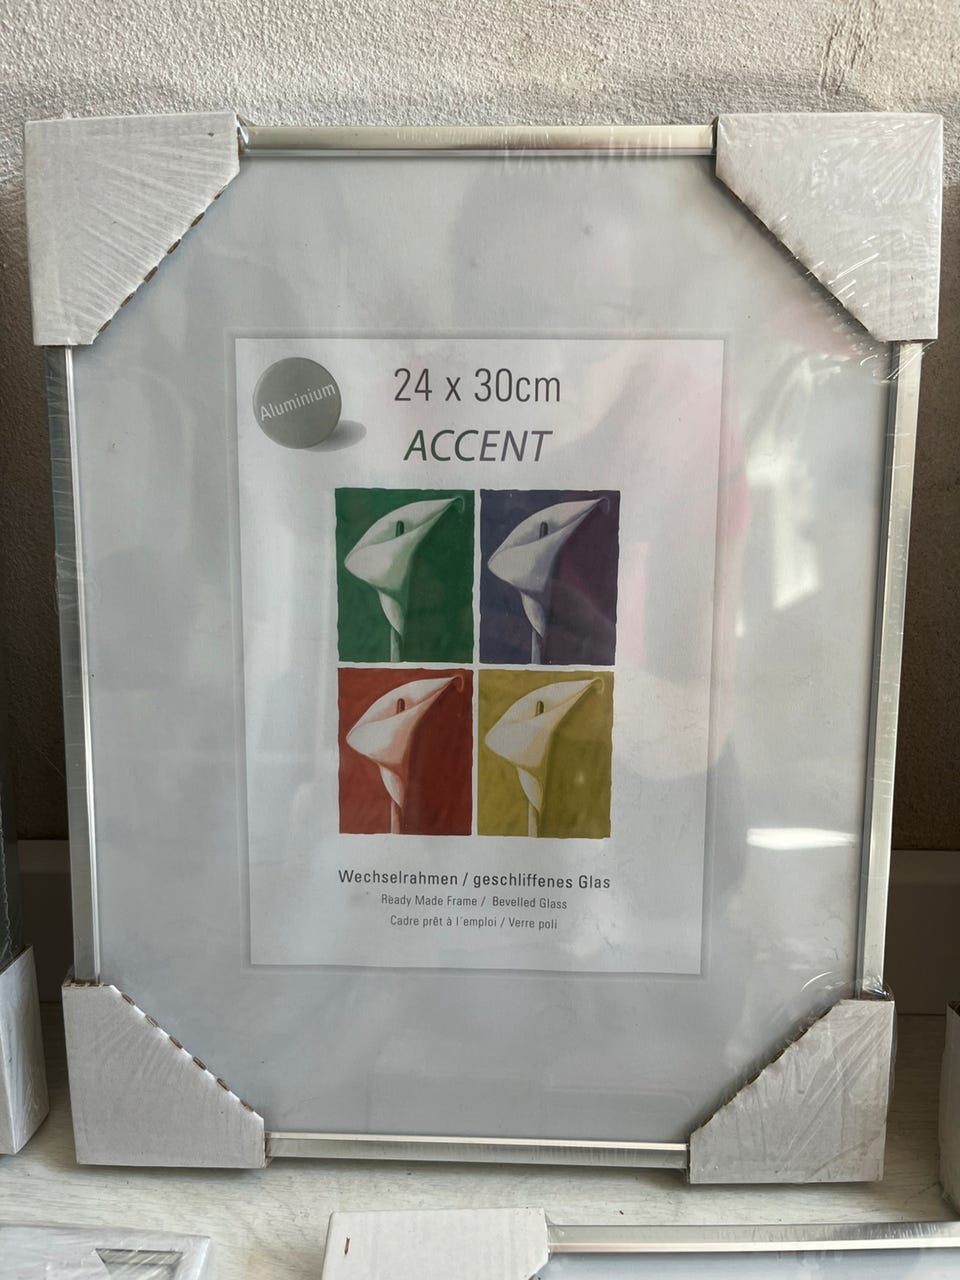 Aluminium
24 x 30cm
ACCENT
Wechselrahmen / geschliffenes Glas
Ready Made Frame / Bevelled Glass
Cadre prêt à l´emploi / Verre poli